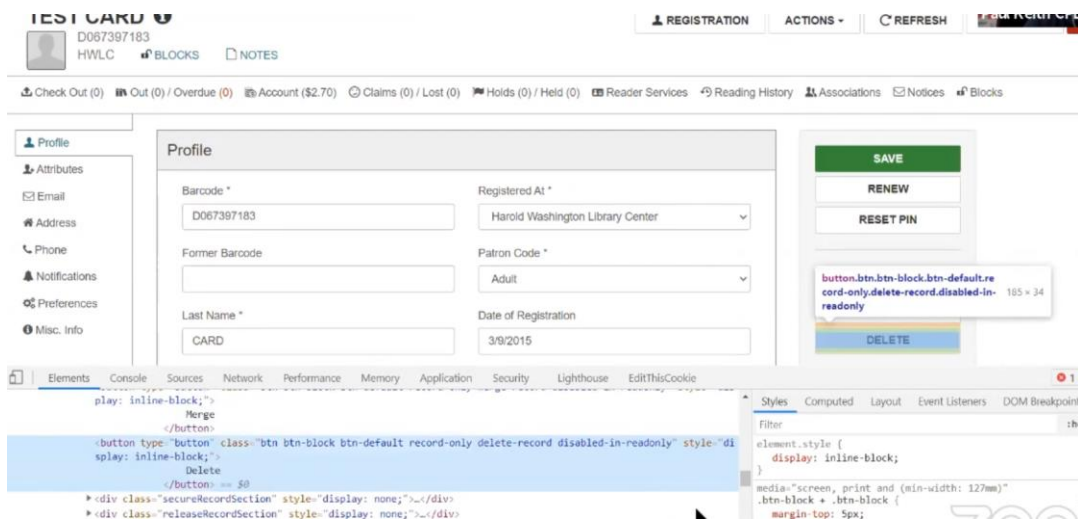 TEST CARD
REGISTRATION ACTIONS REFRESH
D067397183
HWLC BLOCKS NOTES
Check Out (0) Out (0) / Overdue (0) Account ($2.70) Claims (0) / Lost (0) Holds (0) / Held (0) Reader Services Reading History Associations Notices Blocks
Profile
Attributes
Email
Address
Phone
Notifications
Preferences
Misc. Info
Profile
Barcode * Registered At *
D067397183 Harold Washington Library Center
Former Barcode Patron Code *
Adult
Last Name * Date of Registration
CARD 3/9/2015
SAVE
RENEW
RESET PIN
button.btn.btn-block.btn-default.re
cord-only.delete-record.disabled-in-
readonly 185 × 34
DELETE
Elements Console Sources Network Performance Memory Application Security Lighthouse EditThisCookie 1
play: inline-block;">
Merge
</button>
<button type="button" class="btn btn-block btn-default record-only delete-record disabled-in-readonly" style="di
splay: inline-block;">
Delete
</button> == $0
<div class="secureRecordSection" style="display: none;">…</div>
<div class="releaseRecordSection" style="display: none;">…</div>
Styles Computed Layout Event Listeners DOM Breakpoin
Filter
element.style {
display: inline-block;
}
media="screen, print and (min-width: 127mm)"
.btn-block + .btn-block {
margin-top: 5px;